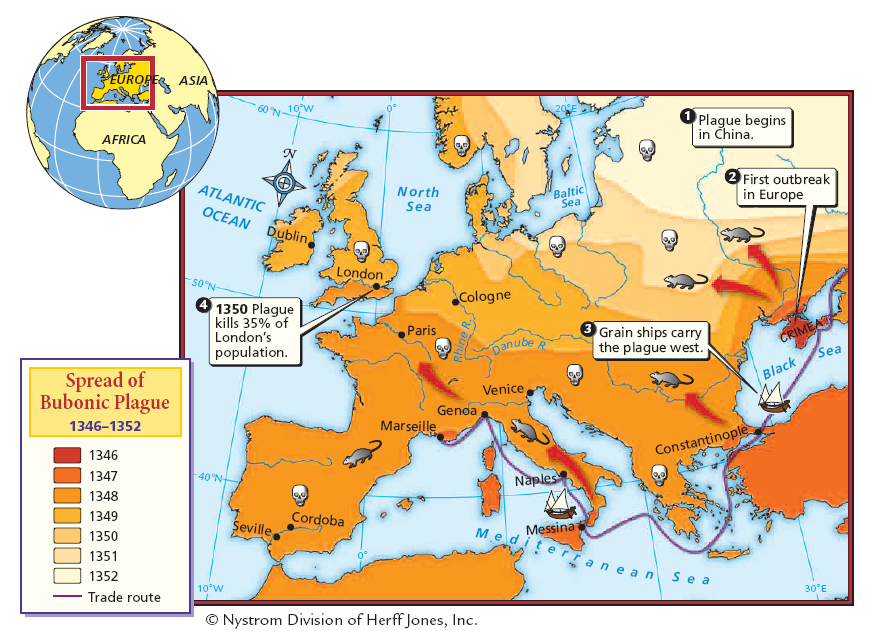 EUROPE
ASIA
AFRICA
60°N
10°W
0°
20°E
1 Plague begins
in China.
N
ATLANTIC
OCEAN
North
Sea
Baltic
Sea
2 First outbreak
in Europe
Dublin
London
50°N
Cologne
4 1350 Plague
kills 35% of
London's
population.
Paris
Rhine R.
Danube R.
3 Grain ships carry
the plague west.
CRIMEA
Black Sea
Venice
Genoa
Marseille
Constantinople
40°N
Naples
Seville
Cordoba
Messina
Mediterranean Sea
0°
10°W
30°E
Spread of
Bubonic Plague
1346–1352
1346
1347
1348
1349
1350
1351
1352
Trade route
© Nystrom Division of Herff Jones, Inc.